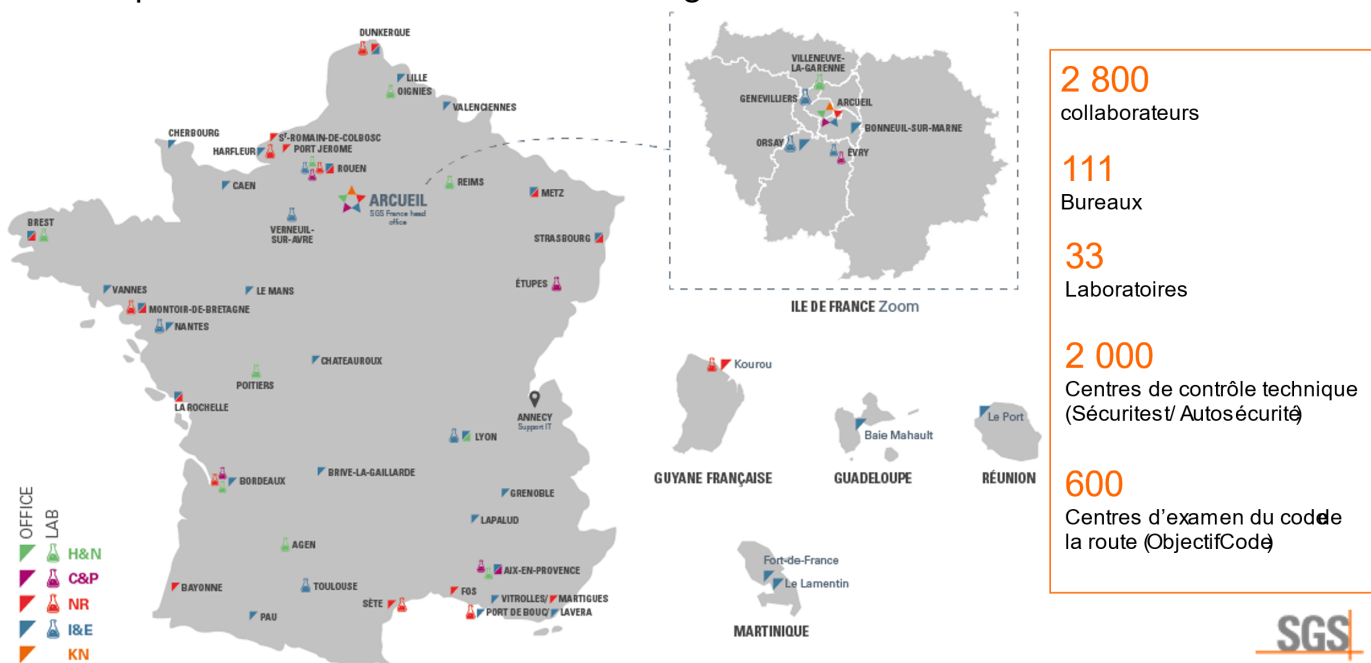 DUNKERQUE
LILLE
OIGNIES
VALENCIENNES
CHERBOURG
Sᵗ-ROMAIN-DE-COLBOSC
HARFLEUR
PORT JEROME
ROUEN
CAEN
ARCUEIL
SGS France head
office
REIMS
METZ
VERNEUIL-
SUR-AVRE
BREST
STRASBOURG
ÉTUPES
VANNES
LE MANS
MONTOIR-DE-BRETAGNE
NANTES
CHATEAUROUX
POITIERS
LA ROCHELLE
ANNECY
Support IT
LYON
BORDEAUX
BRIVE-LA-GAILLARDE
GRENOBLE
LAPALUD
AGEN
AIX-EN-PROVENCE
BAYONNE
TOULOUSE
SÈTE
FOS
VITROLLES/
MARTIGUES
PORT DE BOUC/
LAVERA
PAU
OFFICE
LAB
H&N
C&P
NR
I&E
KN
VILLENEUVE-
LA-GARENNE
GENEVILLIERS
ARCUEIL
BONNEUIL-SUR-MARNE
ORSAY
ÉVRY
ILE DE FRANCE Zoom
Kourou
GUYANE FRANÇAISE
Baie Mahault
GUADELOUPE
Le Port
RÉUNION
Fort-de-France
Le Lamentin
MARTINIQUE
2 800
collaborateurs
111
Bureaux
33
Laboratoires
2 000
Centres de contrôle technique
(Sécuritest/ Autosécurité)
600
Centres d'examen du code de
la route (ObjectifCode)
SGS